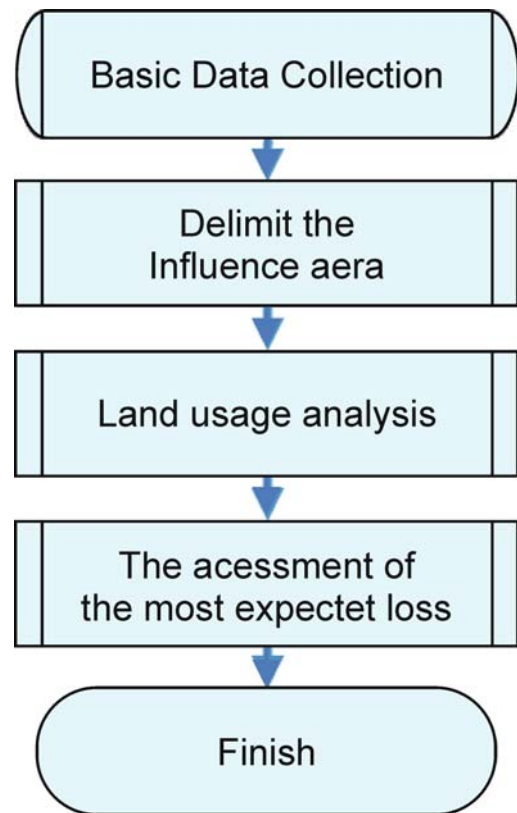 Basic Data Collection
Delimit the
Influence aera
Land usage analysis
The acessment of
the most expectet loss
Finish